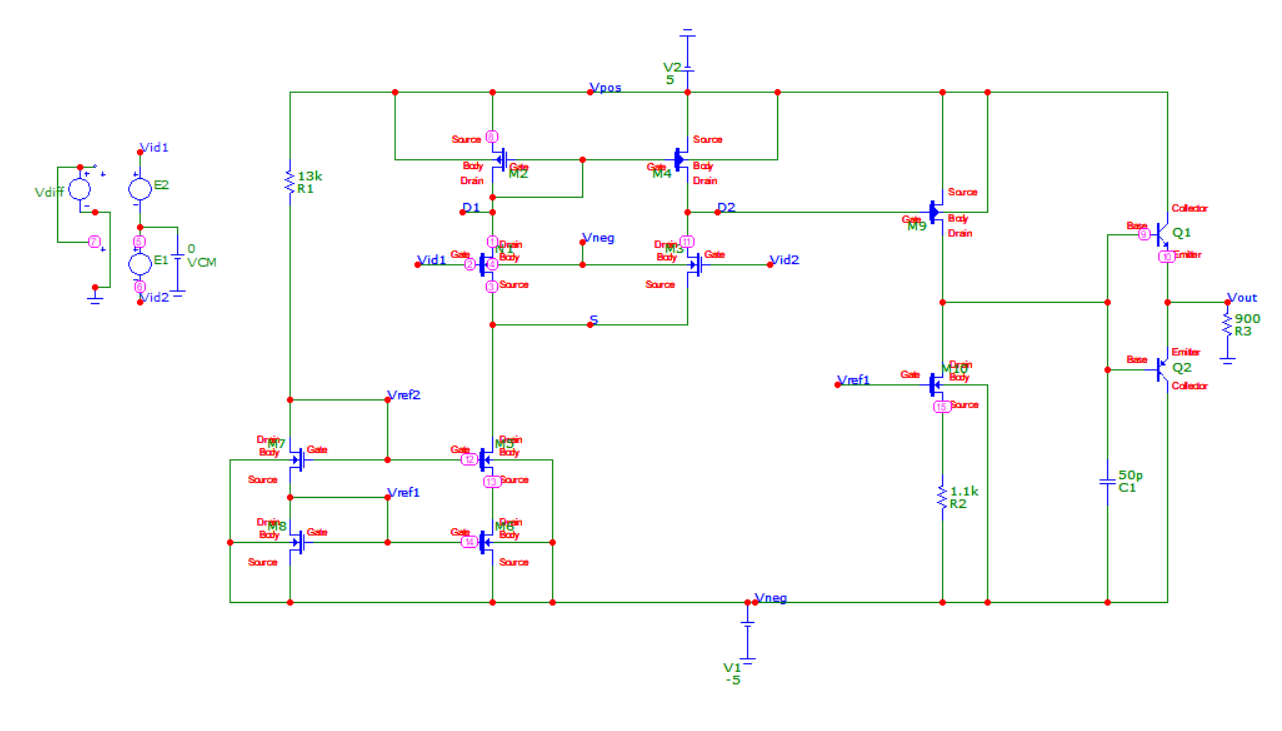 V2
5
Vpos
Source
6
Body
Gate
M2
Drain
Source
Gate
Body
M4
Drain
Vid1
Vdiff
E2
7
5
0
VCM
E1
6
Vid2
13k
R1
D1
D2
Source
Gate
Body
M9
Drain
Collector
Base
9
Q1
10
Emitter
1
Drain
Gate
Body
Vid1
2
4
3
Source
Vneg
11
Drain
M3
Body
Gate
Source
Vid2
S
Vout
900
R3
Emitter
Base
Q2
Collector
Vref1
Drain
M10
Gate
Body
15
Source
Vref2
Drain
M7
Body
Gate
Source
Drain
M5
Gate
Body
12
13
Source
Vref1
Drain
M8
Body
Gate
Source
Drain
M6
Gate
Body
14
Source
1.1k
R2
50p
C1
Vneg
V1
-5